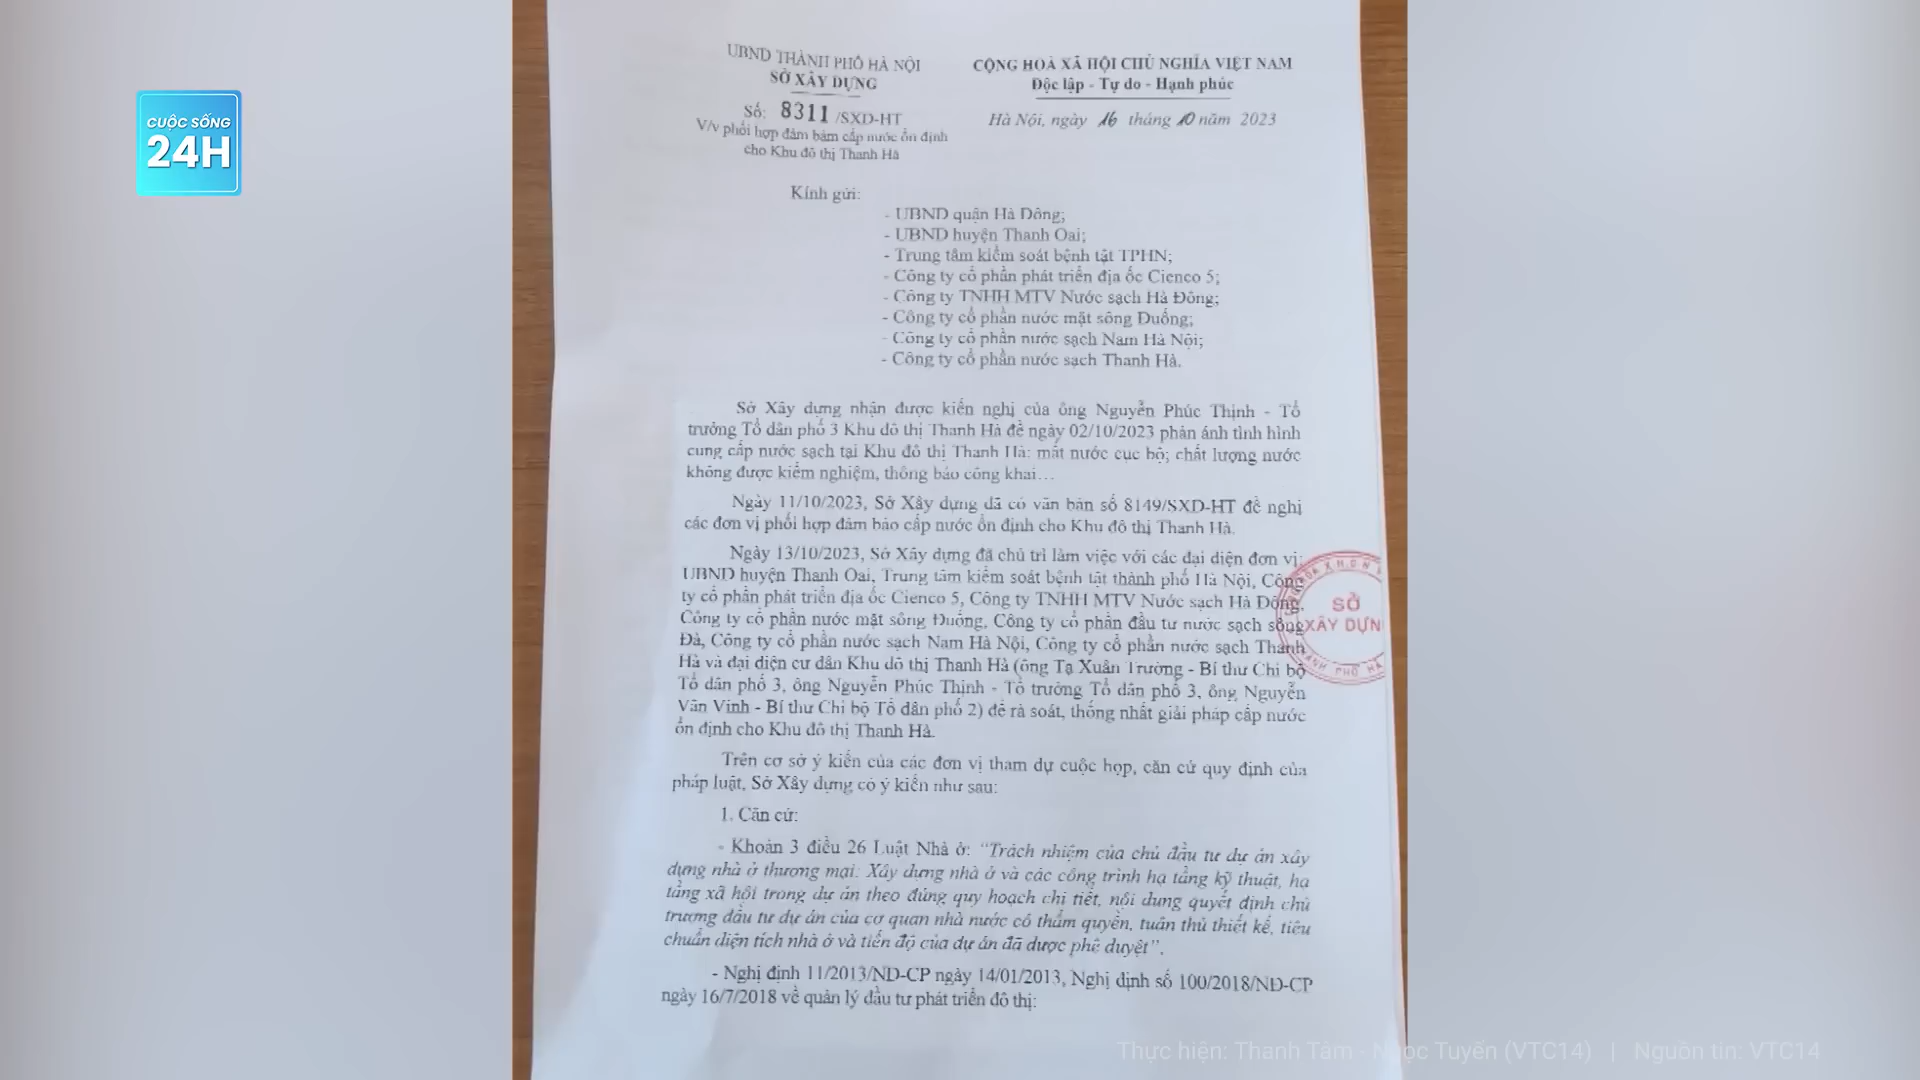 CUỘC SỐNG
24H
UBND THÀNH PHỐ HÀ NỘI
SỞ XÂY DỰNG
Số: 8311 /SXD-HT
V/v phối hợp đảm bảm cấp nước ổn định
cho Khu đô thị Thanh Hà
CỘNG HOÀ XÃ HỘI CHỦ NGHĨA VIỆT NAM
Độc lập - Tự do - Hạnh phúc
Hà Nội, ngày 16 tháng 10 năm 2023
Kính gửi:
- UBND quận Hà Đông;
- UBND huyện Thanh Oai;
- Trung tâm kiểm soát bệnh tật TPHN;
- Công ty cổ phần phát triển địa ốc Cienco 5;
- Công ty TNHH MTV Nước sạch Hà Đông;
- Công ty cổ phần nước mặt sông Đuống;
- Công ty cổ phần nước sạch Nam Hà Nội;
- Công ty cổ phần nước sạch Thanh Hà.
Sở Xây dựng nhận được kiến nghị của ông Nguyễn Phúc Thịnh - Tổ
trưởng Tổ dân phố 3 Khu đô thị Thanh Hà đề ngày 02/10/2023 phản ánh tình hình
cung cấp nước sạch tại Khu đô thị Thanh Hà: mất nước cục bộ; chất lượng nước
không được kiểm nghiệm, thông báo công khai…
Ngày 11/10/2023, Sở Xây dựng đã có văn bản số 8149/SXD-HT đề nghị
các đơn vị phối hợp đảm bảo cấp nước ổn định cho Khu đô thị Thanh Hà.
Ngày 13/10/2023, Sở Xây dựng đã chủ trì làm việc với các đại diện đơn vị:
UBND huyện Thanh Oai, Trung tâm kiểm soát bệnh tật thành phố Hà Nội, Công
ty cổ phần phát triển địa ốc Cienco 5, Công ty TNHH MTV Nước sạch Hà Đông,
Công ty cổ phần nước mặt sông Đuống, Công ty cổ phần đầu tư nước sạch sông
Đà, Công ty cổ phần nước sạch Nam Hà Nội, Công ty cổ phần nước sạch Thanh
Hà và đại diện cư dân Khu đô thị Thanh Hà (ông Tạ Xuân Trường - Bí thư Chi bộ
Tổ dân phố 3, ông Nguyễn Phúc Thịnh - Tổ trưởng Tổ dân phố 3, ông Nguyễn
Văn Vinh - Bí thư Chi bộ Tổ dân phố 2) để rà soát, thống nhất giải pháp cấp nước
ổn định cho Khu đô thị Thanh Hà.
SỞ
XÂY DỰN
Trên cơ sở ý kiến của các đơn vị tham dự cuộc họp, căn cứ quy định của
pháp luật, Sở Xây dựng có ý kiến như sau:
1. Căn cứ:
- Khoản 3 điều 26 Luật Nhà ở: “Trách nhiệm của chủ đầu tư dự án xây
dựng nhà ở thương mại: Xây dựng nhà ở và các công trình hạ tầng kỹ thuật, hạ
tầng xã hội trong dự án theo đúng quy hoạch chi tiết, nội dung quyết định chủ
trương đầu tư dự án của cơ quan nhà nước có thẩm quyền, tuân thủ thiết kế, tiêu
chuẩn diện tích nhà ở và tiến độ của dự án đã được phê duyệt”.
- Nghị định 11/2013/NĐ-CP ngày 14/01/2013, Nghị định số 100/2018/NĐ-CP
ngày 16/7/2018 về quản lý đầu tư phát triển đô thị:
Thực hiện: Thanh Tâm - Ngọc Tuyến (VTC14) | Nguồn tin: VTC14